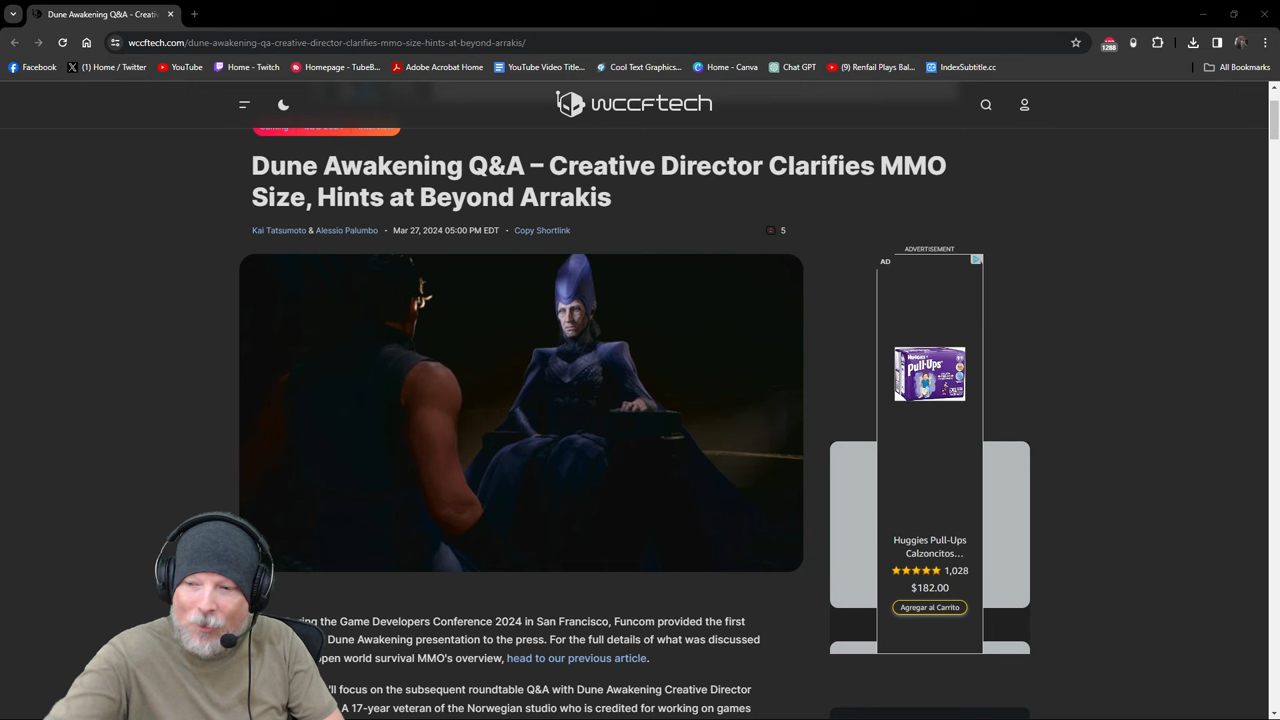 Dune Awakening Q&A – Creati
wccftech.com/dune-awakening-qa-creative-director-clarifies-mmo-size-hints-at-beyond-arrakis/
1288
Facebook
(1) Home / Twitter
YouTube
Home - Twitch
Homepage - TubeB...
Adobe Acrobat Home
YouTube Video Title...
Cool Text Graphics...
Home - Canva
Chat GPT
(9) Renfail Plays Bal...
IndexSubtitle.cc
All Bookmarks
wccftech
Dune Awakening Q&A – Creative Director Clarifies MMO
Size, Hints at Beyond Arrakis
Kai Tatsumoto & Alessio Palumbo • Mar 27, 2024 05:00 PM EDT • Copy Shortlink
5
ADVERTISEMENT
AD
HUGGIES
Pull-Ups
Huggies Pull-Ups
Calzoncitos...
1,028
$182.00
Agregar al Carrito
the Game Developers Conference 2024 in San Francisco, Funcom provided the first
Dune Awakening presentation to the press. For the full details of what was discussed
open world survival MMO's overview, head to our previous article.
focus on the subsequent roundtable Q&A with Dune Awakening Creative Director
A 17-year veteran of the Norwegian studio who is credited for working on games